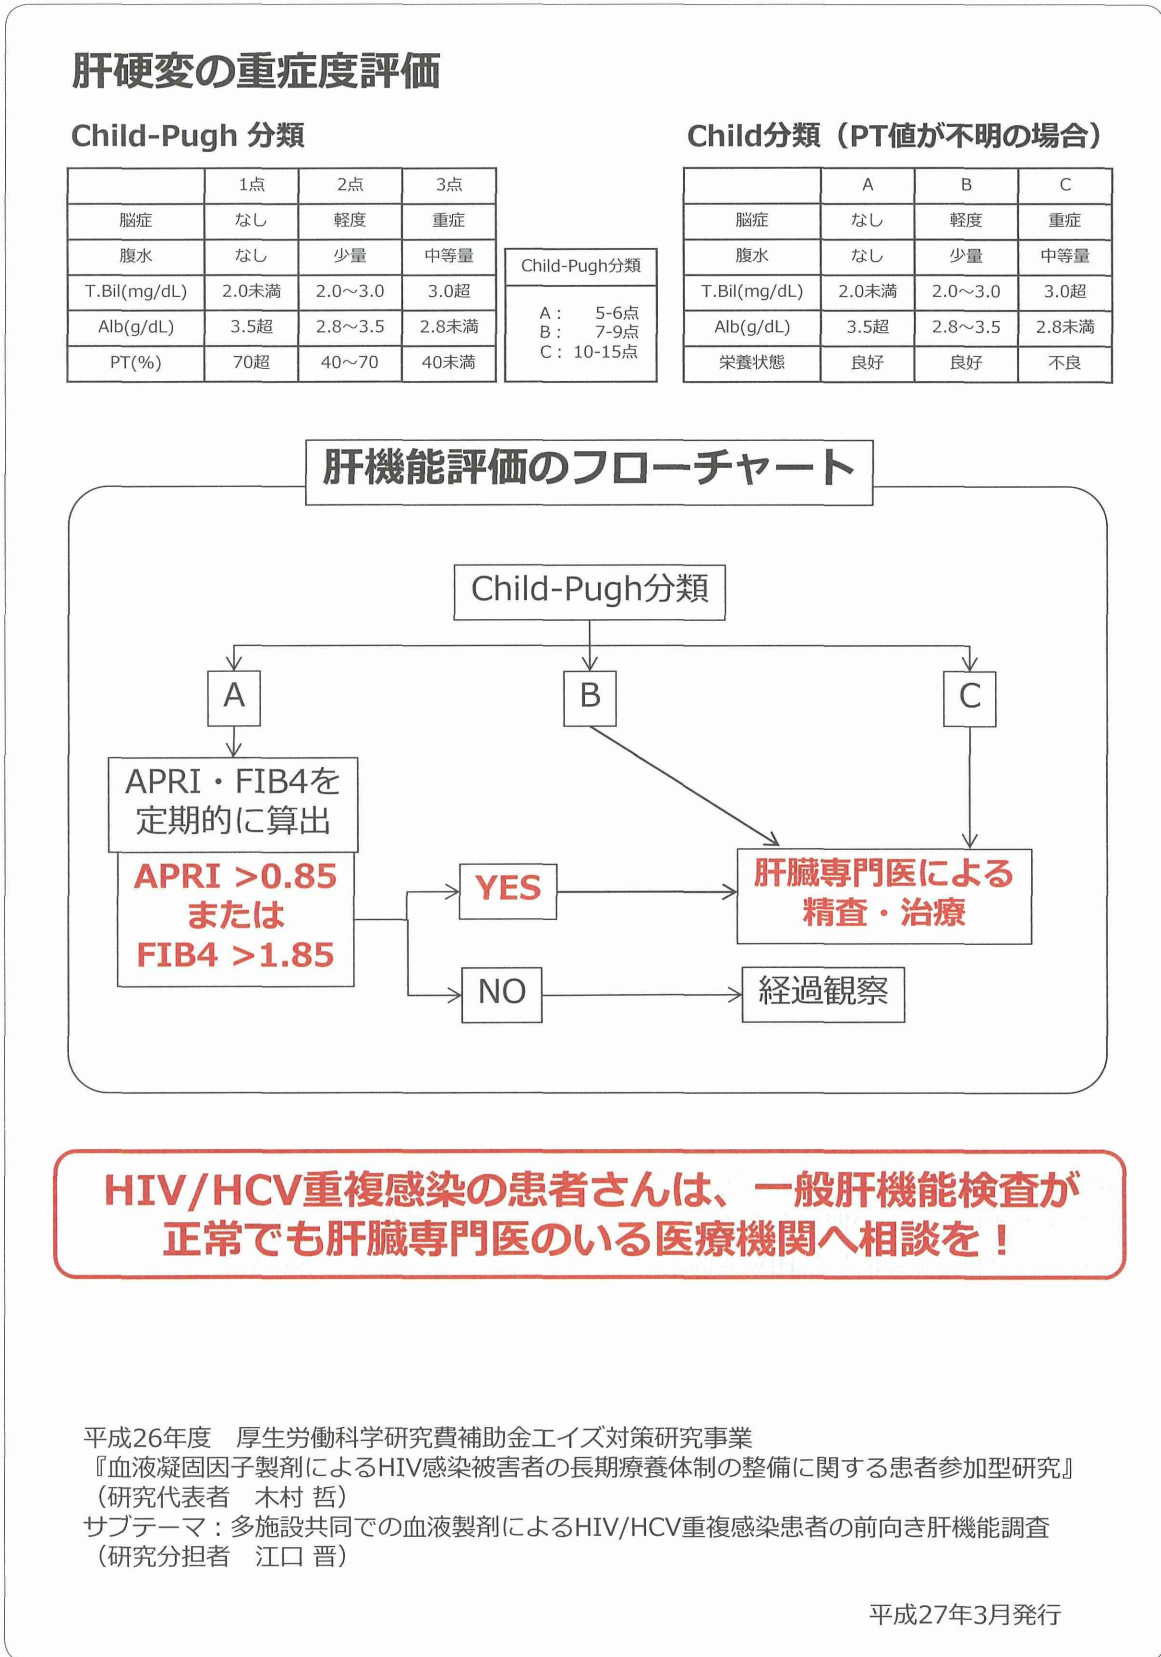 肝硬変の重症度評価
Child-Pugh 分類
1点 2点 3点
脳症 なし 軽度 重症
腹水 なし 少量 中等量
T.Bil(mg/dL) 2.0未満 2.0～3.0 3.0超
Alb(g/dL) 3.5超 2.8～3.5 2.8未満
PT(%) 70超 40～70 40未満
Child-Pugh分類
A： 5-6点
B： 7-9点
C：10-15点
Child分類（PT値が不明の場合）
A B C
脳症 なし 軽度 重症
腹水 なし 少量 中等量
T.Bil(mg/dL) 2.0未満 2.0～3.0 3.0超
Alb(g/dL) 3.5超 2.8～3.5 2.8未満
栄養状態 良好 良好 不良
肝機能評価のフローチャート
Child-Pugh分類
A B C
APRI・FIB4を
定期的に算出
APRI >0.85
または
FIB4 >1.85
YES
肝臓専門医による
精査・治療
NO
経過観察
HIV/HCV重複感染の患者さんは、一般肝機能検査が
正常でも肝臓専門医のいる医療機関へ相談を！
平成26年度　厚生労働科学研究費補助金エイズ対策研究事業
『血液凝固因子製剤によるHIV感染被害者の長期療養体制の整備に関する患者参加型研究』
（研究代表者　木村 哲）
サブテーマ：多施設共同での血液製剤によるHIV/HCV重複感染患者の前向き肝機能調査
（研究分担者　江口 晋）
平成27年3月発行